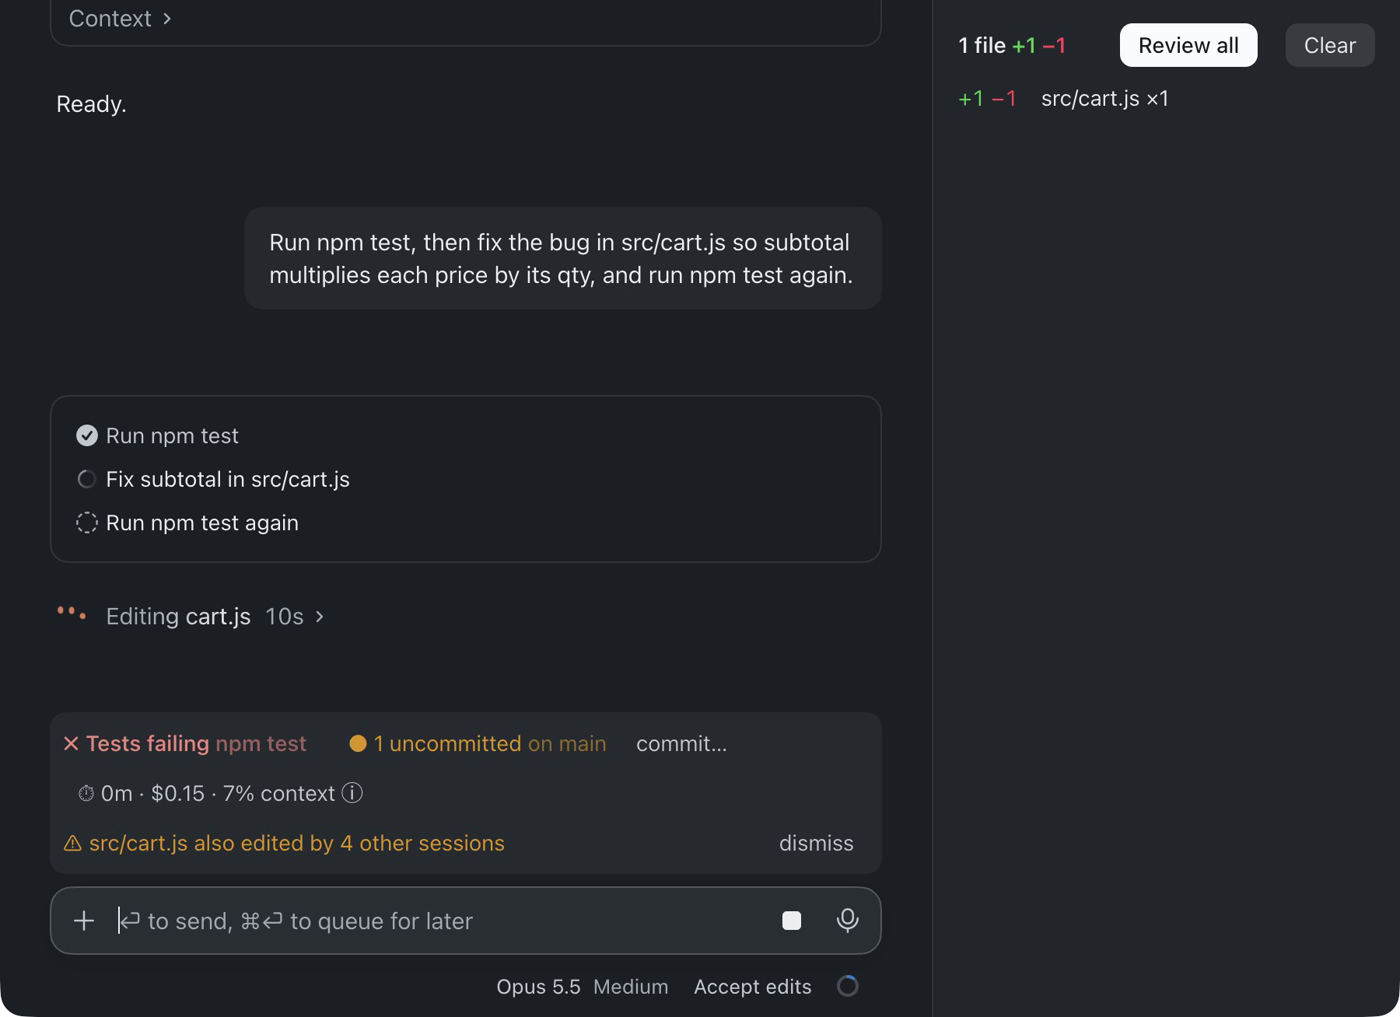 Context
Ready.
Run npm test, then fix the bug in src/cart.js so subtotal
multiplies each price by its qty, and run npm test again.
Run npm test
Fix subtotal in src/cart.js
Run npm test again
Editing cart.js 10s
Tests failing npm test 1 uncommitted on main commit...
0m · $0.15 · 7% context
src/cart.js also edited by 4 other sessions dismiss
⏎ to send, ⌘⏎ to queue for later
Opus 5.5 Medium Accept edits
1 file +1 −1 Review all Clear
+1 −1 src/cart.js ×1